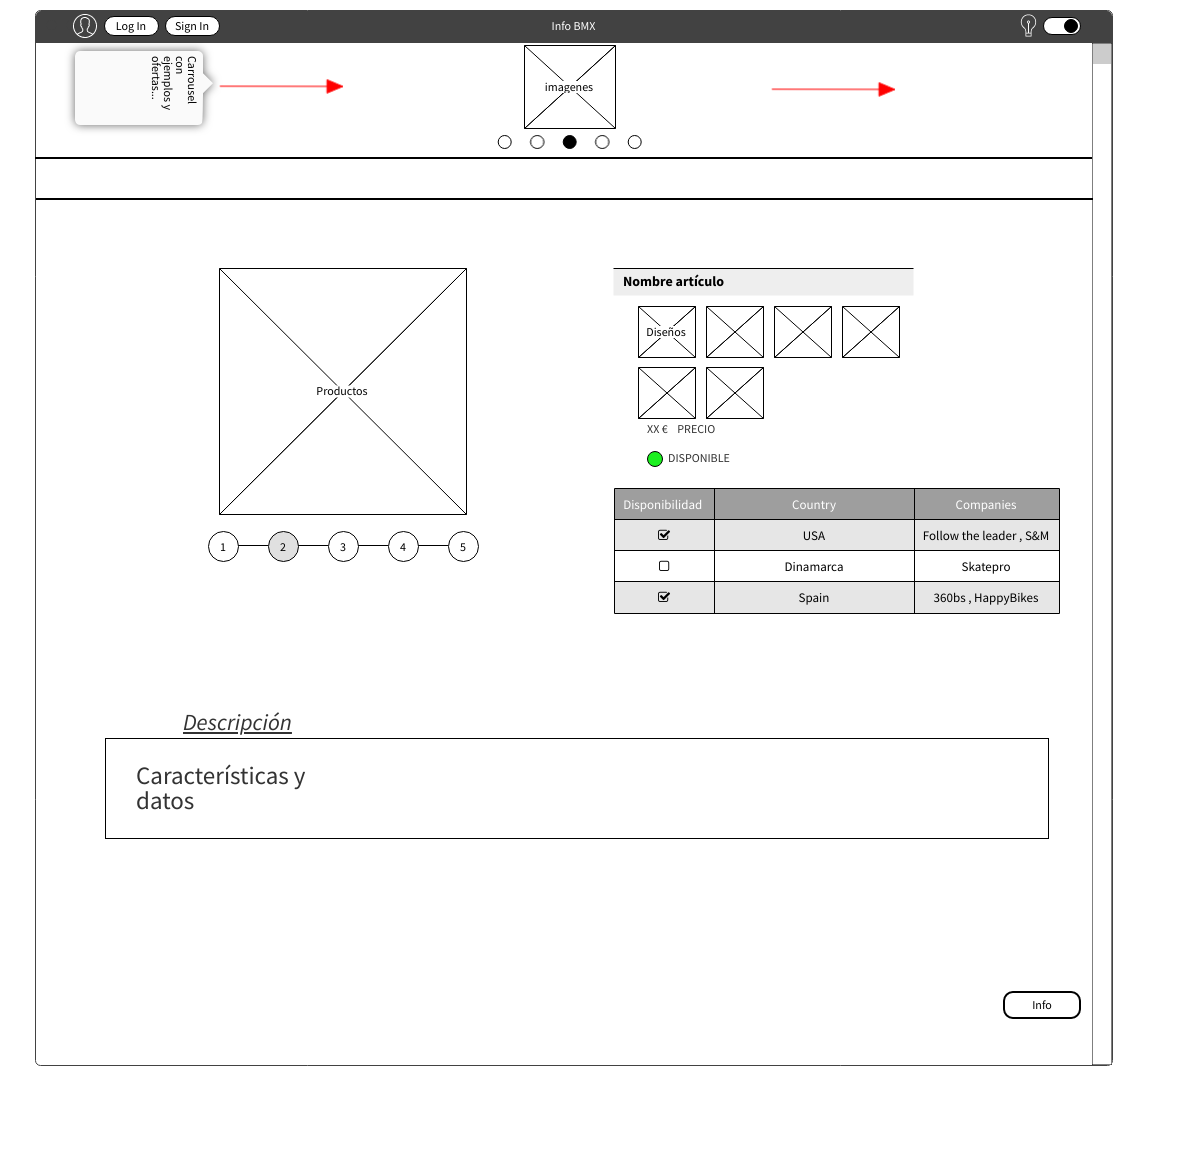 Log In
Sign In
Info BMX
Carrousel
con
ejemplos y
ofertas...
imagenes
Productos
1
2
3
4
5
Nombre artículo
Diseños
XX € PRECIO
DISPONIBLE
Disponibilidad Country Companies
USA Follow the leader , S&M
Dinamarca Skatepro
Spain 360bs , HappyBikes
Descripción
Características y
datos
Info